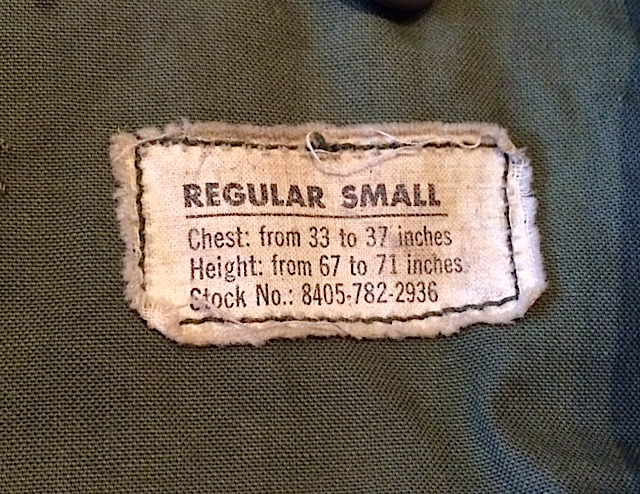 REGULAR SMALL
Chest: from 33 to 37 inches
Height: from 67 to 71 inches
Stock No.: 8405-782-2936